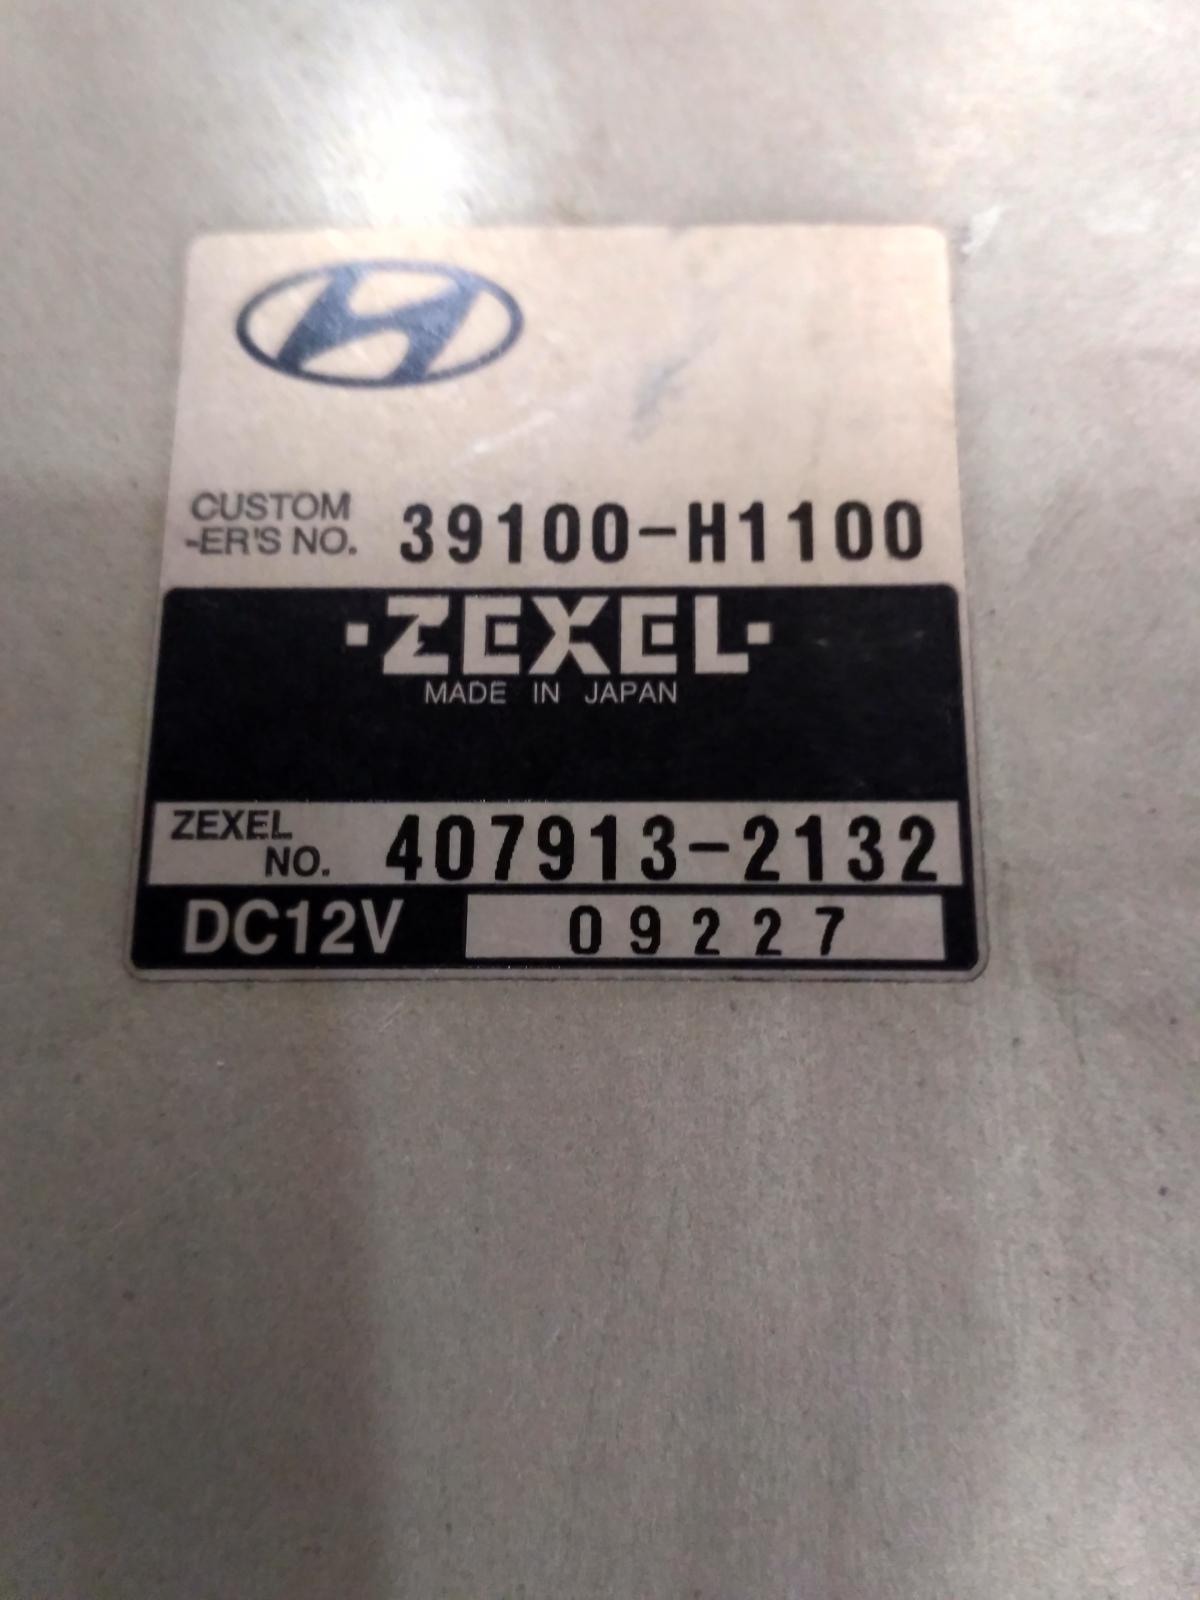 CUSTOM
-ER'S NO. 39100-H1100
·ZEXEL·
MADE IN JAPAN
ZEXEL
NO. 407913-2132
DC12V 09227